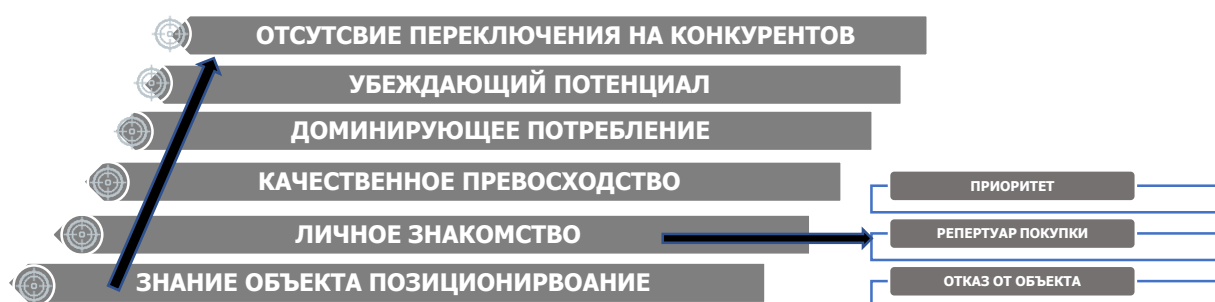 ОТСУТСВИЕ ПЕРЕКЛЮЧЕНИЯ НА КОНКУРЕНТОВ
УБЕЖДАЮЩИЙ ПОТЕНЦИАЛ
ДОМИНИРУЮЩЕЕ ПОТРЕБЛЕНИЕ
КАЧЕСТВЕННОЕ ПРЕВОСХОДСТВО
ПРИОРИТЕТ
ЛИЧНОЕ ЗНАКОМСТВО
РЕПЕРТУАР ПОКУПКИ
ЗНАНИЕ ОБЪЕКТА ПОЗИЦИОНИРВОАНИЕ
ОТКАЗ ОТ ОБЪЕКТА